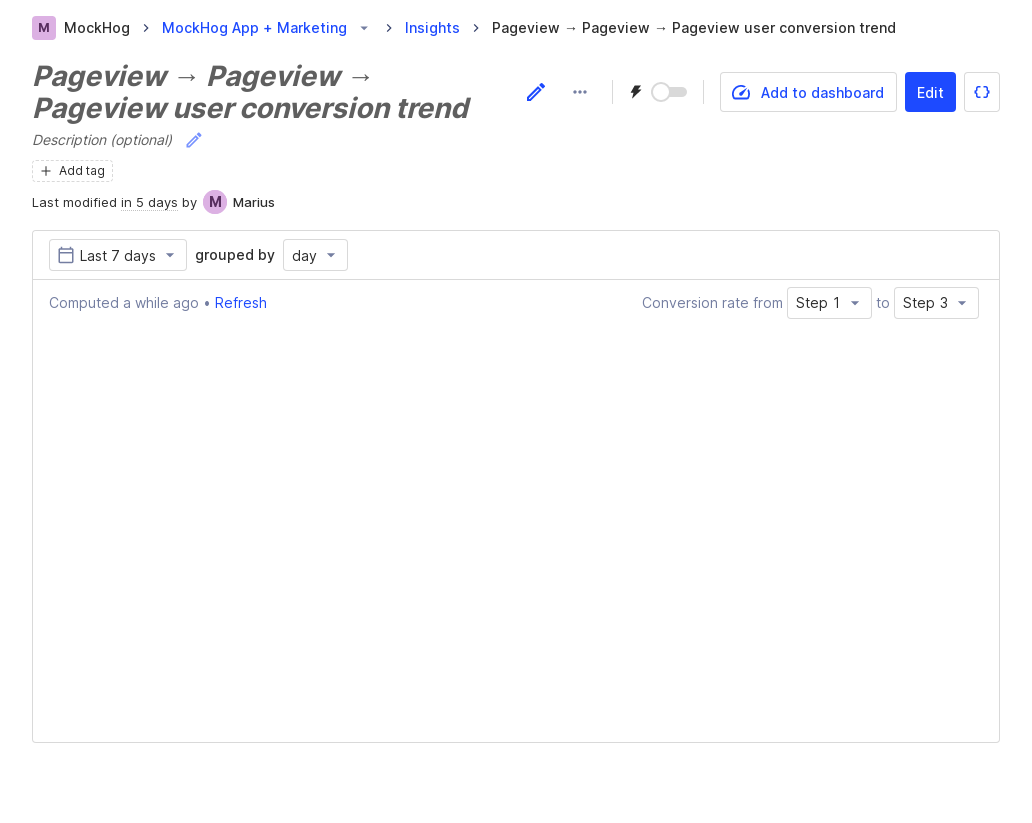 M MockHog > MockHog App + Marketing > Insights > Pageview → Pageview → Pageview user conversion trend
Pageview → Pageview →
Pageview user conversion trend
Add to dashboard Edit {}
Description (optional)
+ Add tag
Last modified in 5 days by M Marius
Last 7 days grouped by day
Computed a while ago • Refresh Conversion rate from Step 1 to Step 3